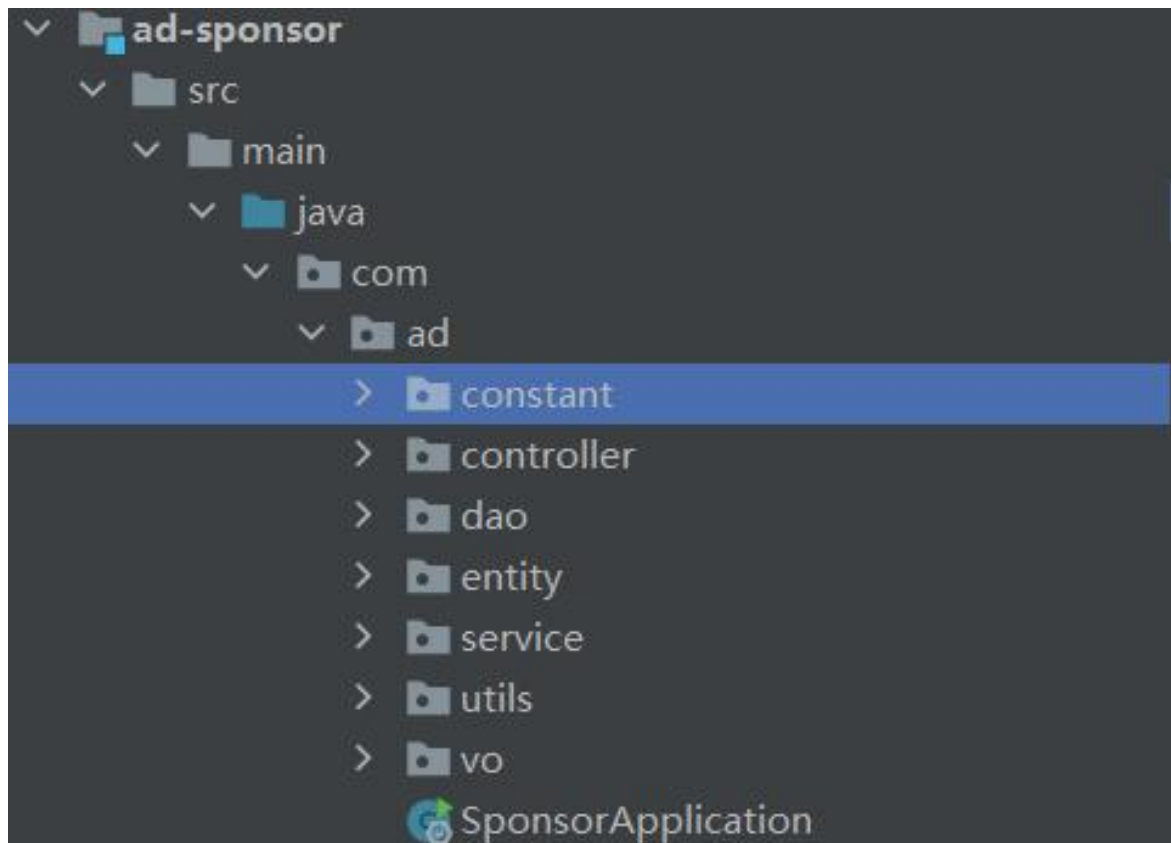 ad-sponsor
src
main
java
com
ad
constant
controller
dao
entity
service
utils
vo
SponsorApplication